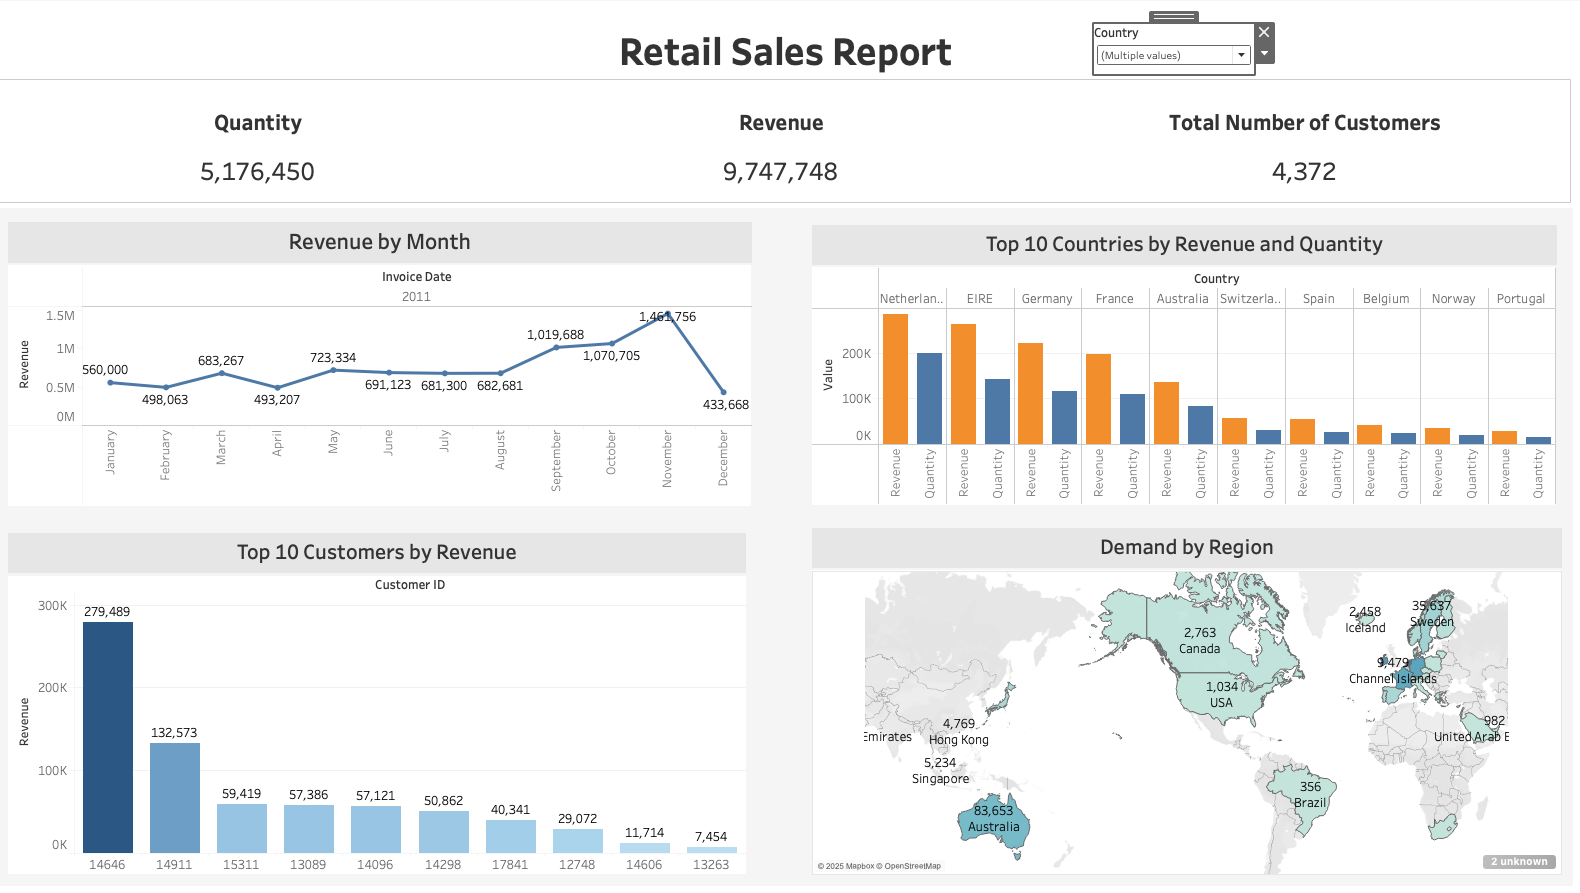 Retail Sales Report
Country
(Multiple values)
Quantity
Revenue
Total Number of Customers
5,176,450
9,747,748
4,372
Revenue by Month
Invoice Date
2011
Revenue
1.5M
1M
0.5M
0M
560,000
498,063
683,267
493,207
723,334
691,123
681,300
682,681
1,019,688
1,070,705
1,461,756
433,668
January
February
March
April
May
June
July
August
September
October
November
December
Top 10 Countries by Revenue and Quantity
Country
Netherlan..
EIRE
Germany
France
Australia
Switzerla..
Spain
Belgium
Norway
Portugal
Value
200K
100K
0K
Revenue
Quantity
Revenue
Quantity
Revenue
Quantity
Revenue
Quantity
Revenue
Quantity
Revenue
Quantity
Revenue
Quantity
Revenue
Quantity
Revenue
Quantity
Revenue
Quantity
Top 10 Customers by Revenue
Customer ID
Revenue
300K
200K
100K
0K
279,489
132,573
59,419
57,386
57,121
50,862
40,341
29,072
11,714
7,454
14646
14911
15311
13089
14096
14298
17841
12748
14606
13263
Demand by Region
2,763
Canada
1,034
USA
2,458
Iceland
35,637
Sweden
9,479
Channel Islands
982
United Arab E
Emirates
4,769
Hong Kong
5,234
Singapore
83,653
Australia
356
Brazil
© 2025 Mapbox © OpenStreetMap
2 unknown